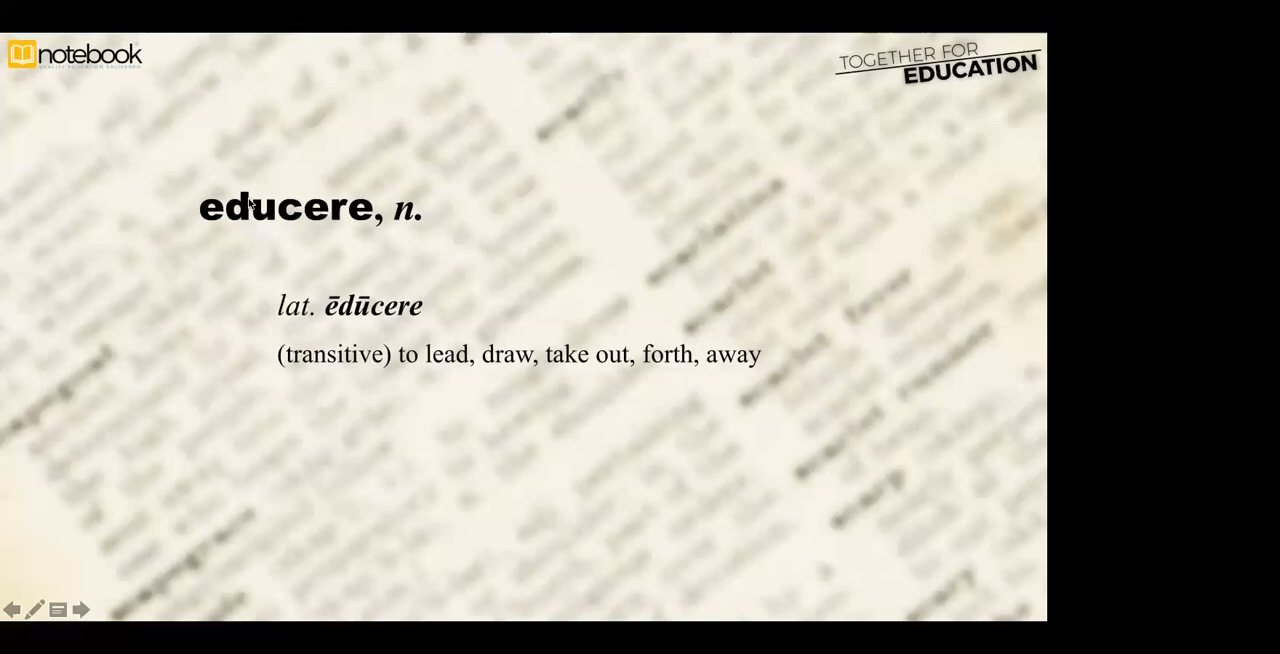 notebook
TOGETHER FOR
EDUCATION
educere, n.
lat. ēdūcere
(transitive) to lead, draw, take out, forth, away